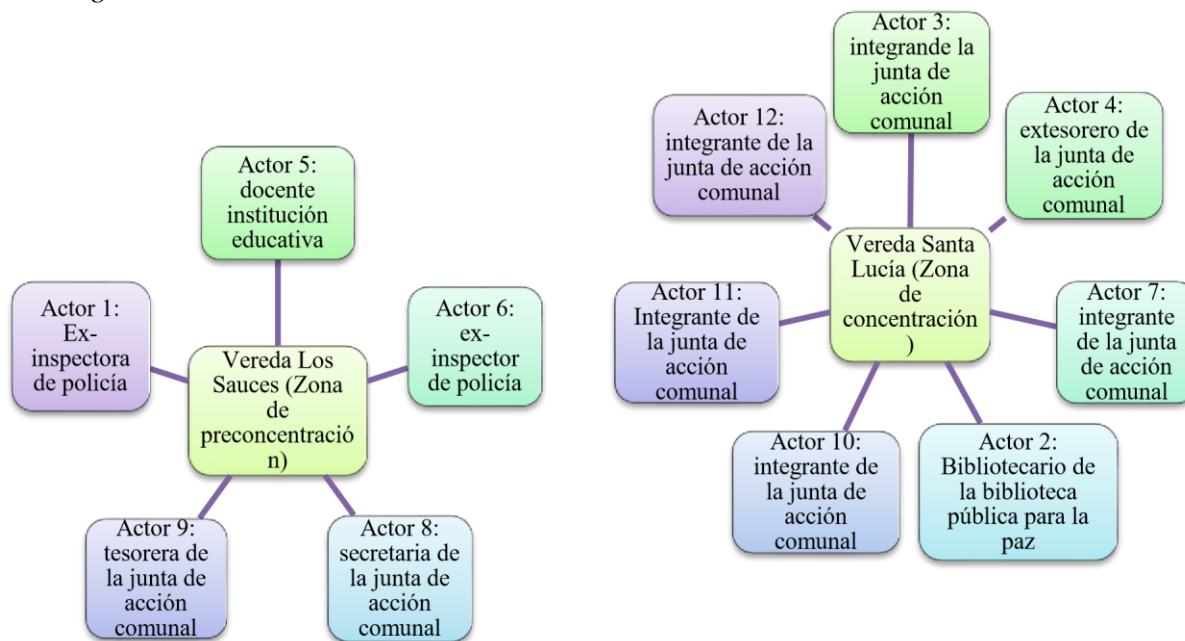 Actor 5:
docente
institución
educativa
Actor 1:
Ex-
inspectora
de policía
Actor 6:
ex-
inspector
de policía
Vereda Los
Sauces (Zona
de
preconcentració
n)
Actor 9:
tesorera de
la junta de
acción
comunal
Actor 8:
secretaria de
la junta de
acción
comunal
Actor 3:
integrande la
junta de
acción
comunal
Actor 12:
integrante de la
junta de acción
comunal
Actor 4:
extesorero de
la junta de
acción
comunal
Vereda Santa
Lucía (Zona
de
concentración
)
Actor 11:
Integrante de
la junta de
acción
comunal
Actor 7:
integrante
de la junta
de acción
comunal
Actor 10:
integrante de
la junta de
acción
comunal
Actor 2:
Bibliotecario de
la biblioteca
pública para la
paz